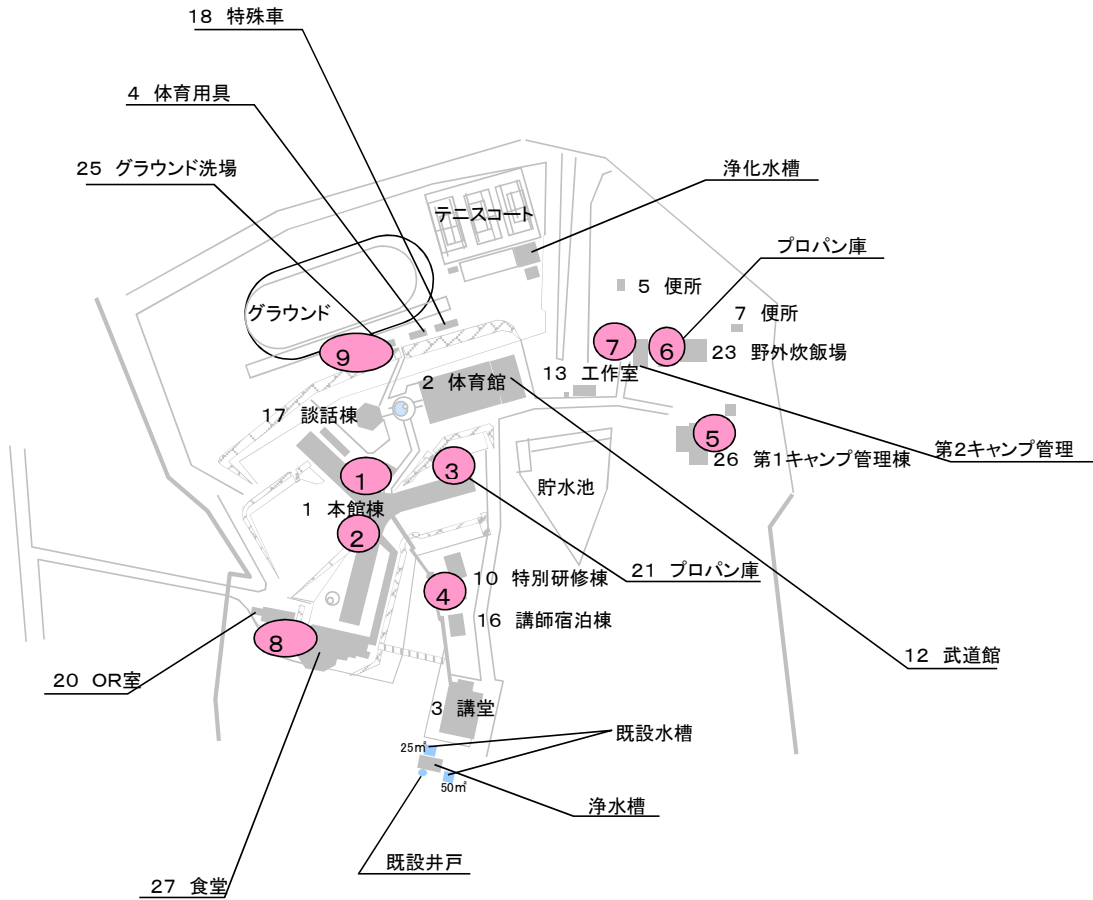 18 特殊車
4 体育用具
25 グラウンド洗場
浄化水槽
テニスコート
プロパン庫
5 便所
グラウンド
7 便所
7
6
23 野外炊飯場
9
13 工作室
2 体育館
17 談話棟
5
第2キャンプ管理
26 第1キャンプ管理棟
3
1
貯水池
1 本館棟
2
21 プロパン庫
10 特別研修棟
4
16 講師宿泊棟
8
12 武道館
20 OR室
3 講堂
既設水槽
25㎥
50㎥
浄水槽
既設井戸
27 食堂